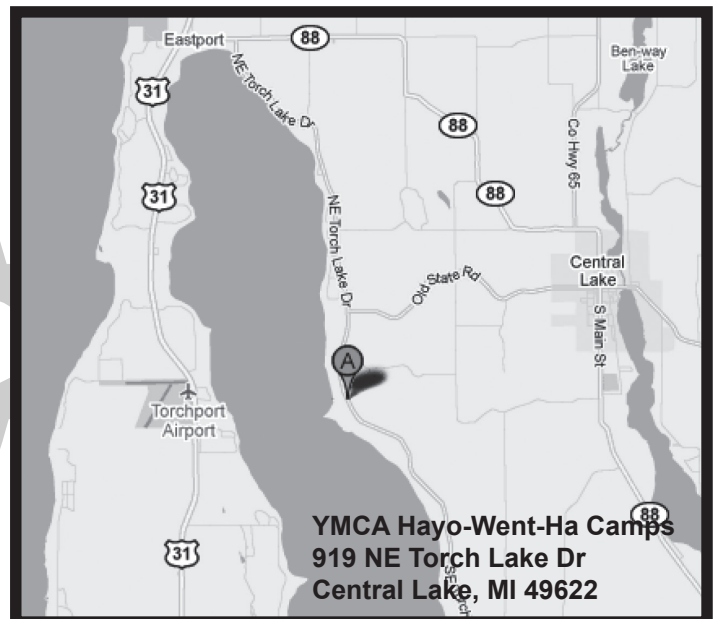 Eastport
88
Ben-way
Lake
31
NE Torch Lake Dr
88
Co Hwy 65
31
88
NE Torch Lake Dr
Central
Lake
Old State Rd
S Main St
A
Torchport
Airport
88
YMCA Hayo-Went-Ha Camps
31
919 NE Torch Lake Dr
Central Lake, MI 49622